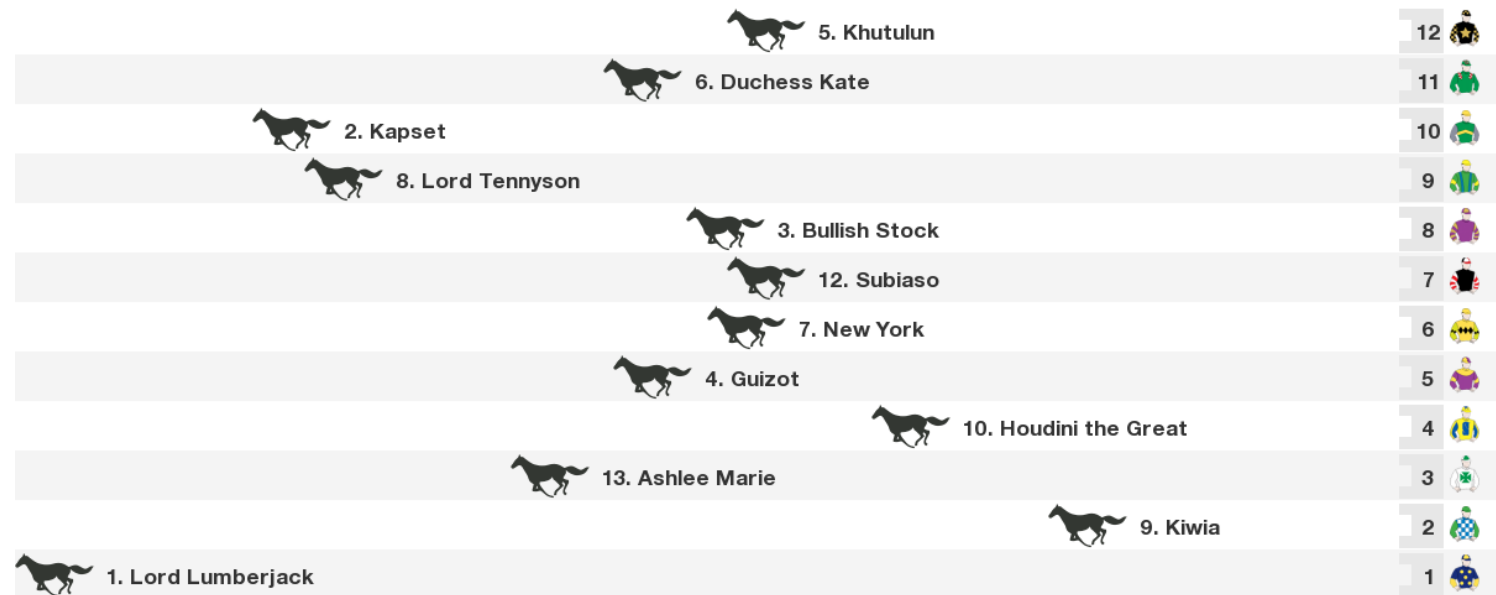 5. Khutulun 12
6. Duchess Kate 11
2. Kapset 10
8. Lord Tennyson 9
3. Bullish Stock 8
12. Subiaso 7
7. New York 6
4. Guizot 5
10. Houdini the Great 4
13. Ashlee Marie 3
9. Kiwia 2
1. Lord Lumberjack 1